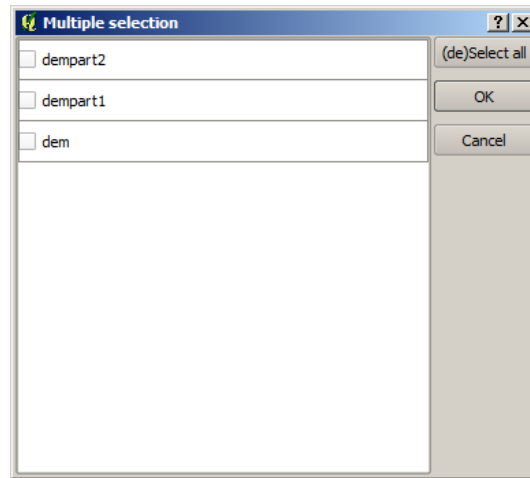 Multiple selection
dempart2
dempart1
dem
(de)Select all
OK
Cancel